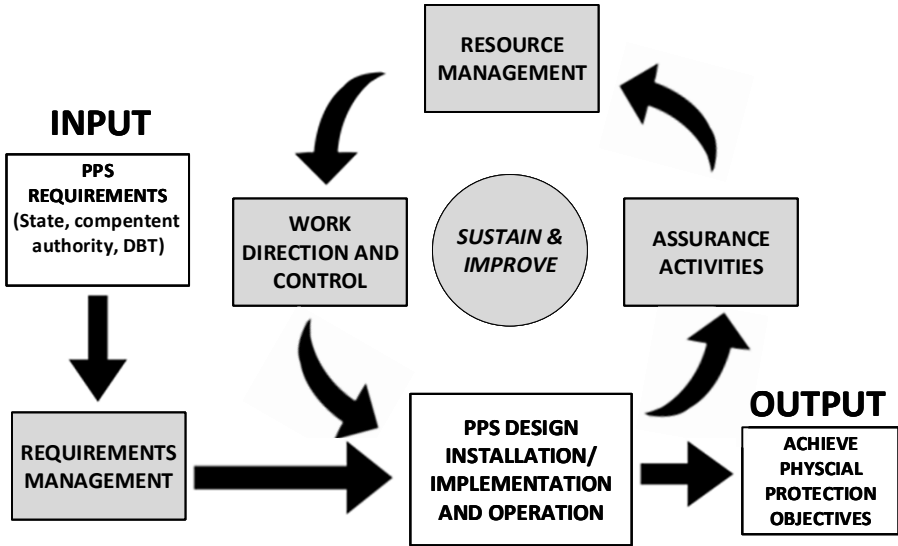 RESOURCE
MANAGEMENT
INPUT
PPS
REQUIREMENTS
(State, compentent
authority, DBT)
WORK
DIRECTION AND
CONTROL
SUSTAIN &
IMPROVE
ASSURANCE
ACTIVITIES
REQUIREMENTS
MANAGEMENT
PPS DESIGN
INSTALLATION/
IMPLEMENTATION
AND OPERATION
OUTPUT
ACHIEVE
PHYSCIAL
PROTECTION
OBJECTIVES